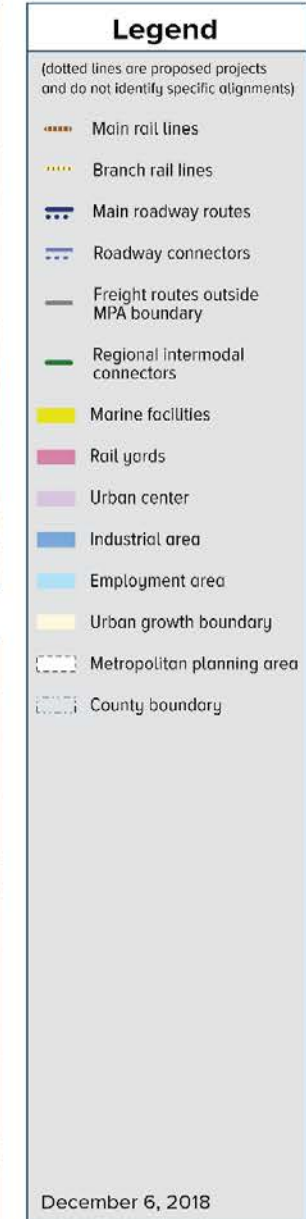 Legend
(dotted lines are proposed projects
and do not identify specific alignments)
Main rail lines
Branch rail lines
Main roadway routes
Roadway connectors
Freight routes outside
MPA boundary
Regional intermodal
connectors
Marine facilities
Rail yards
Urban center
Industrial area
Employment area
Urban growth boundary
Metropolitan planning area
County boundary
December 6, 2018